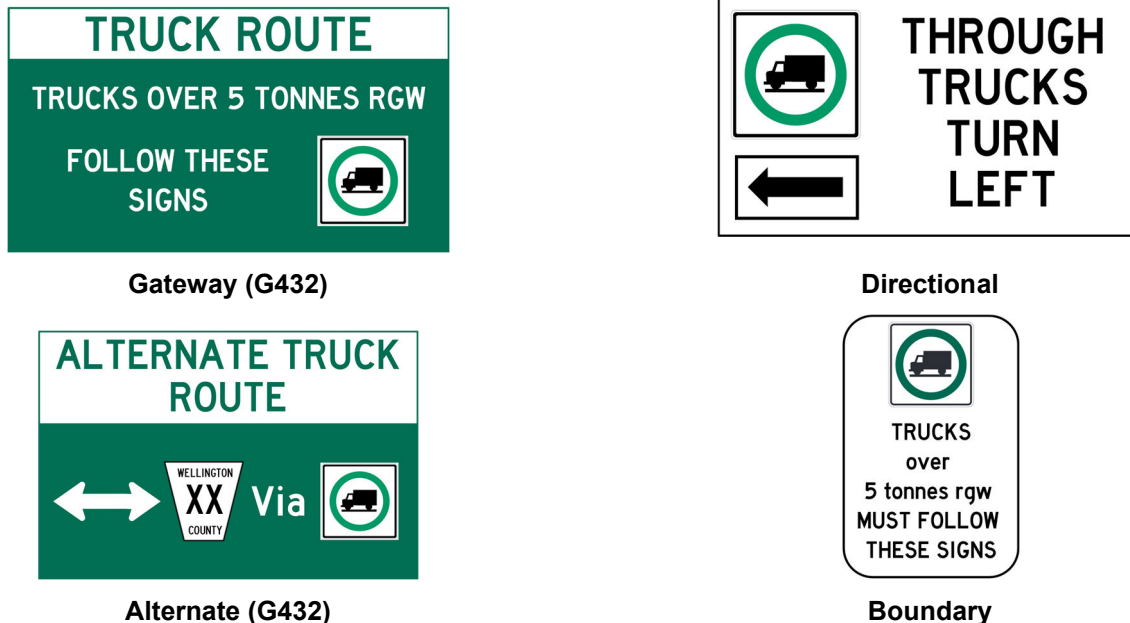 TRUCK ROUTE
TRUCKS OVER 5 TONNES RGW
FOLLOW THESE
SIGNS
Gateway (G432)
THROUGH
TRUCKS
TURN
LEFT
Directional
ALTERNATE TRUCK
ROUTE
WELLINGTON
XX
COUNTY
Via
Alternate (G432)
TRUCKS
over
5 tonnes rgw
MUST FOLLOW
THESE SIGNS
Boundary